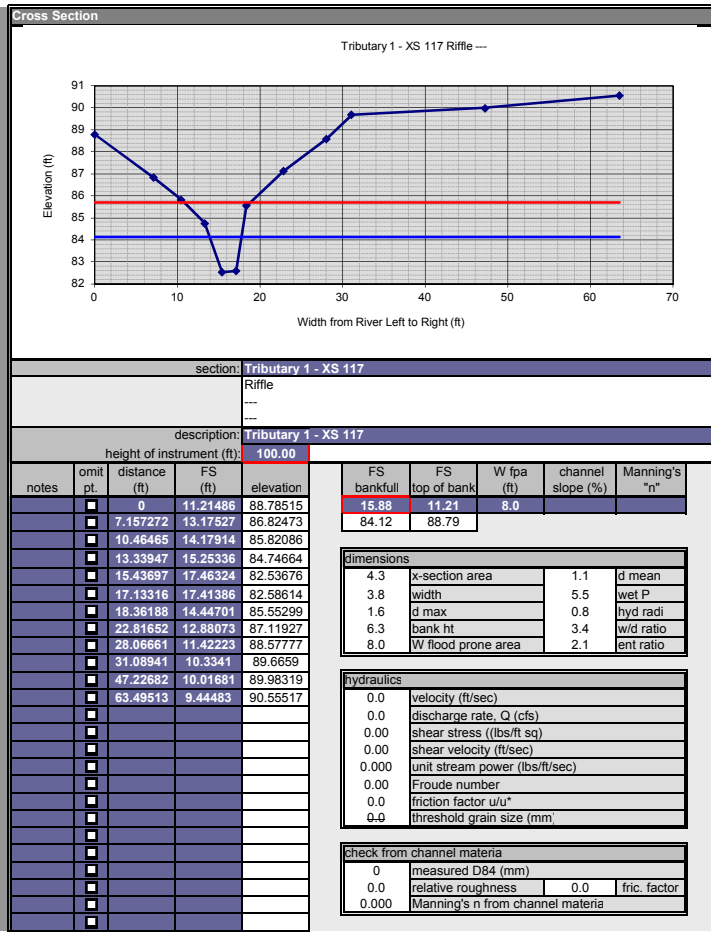 Cross Section
Tributary 1 - XS 117 Riffle ---
91
90
89
88
87
86
85
84
83
82
Elevation (ft)
0 10 20 30 40 50 60 70
Width from River Left to Right (ft)
section: Tributary 1 - XS 117
Riffle
---
---
description: Tributary 1 - XS 117
height of instrument (ft): 100.00
omit distance FS FS FS W fpa channel Manning's
notes pt. (ft) (ft) elevation bankfull top of bank (ft) slope (%) "n"
0 11.21486 88.78515 15.88 11.21 8.0
7.157272 13.17527 86.82473 84.12 88.79
10.46465 14.17914 85.82086
13.33947 15.25336 84.74664 dimensions
15.43697 17.46324 82.53676 4.3 x-section area 1.1 d mean
17.13316 17.41386 82.58614 3.8 width 5.5 wet P
18.36188 14.44701 85.55299 1.6 d max 0.8 hyd radi
22.81652 12.88073 87.11927 6.3 bank ht 3.4 w/d ratio
28.06661 11.42223 88.57777 8.0 W flood prone area 2.1 ent ratio
31.08941 10.3341 89.6659
47.22682 10.01681 89.98319 hydraulics
63.49513 9.44483 90.55517 0.0 velocity (ft/sec)
0.0 discharge rate, Q (cfs)
0.00 shear stress ((lbs/ft sq)
0.00 shear velocity (ft/sec)
0.000 unit stream power (lbs/ft/sec)
0.00 Froude number
0.0 friction factor u/u*
0.0 threshold grain size (mm)
check from channel materia
0 measured D84 (mm)
0.0 relative roughness 0.0 fric. factor
0.000 Manning's n from channel materia